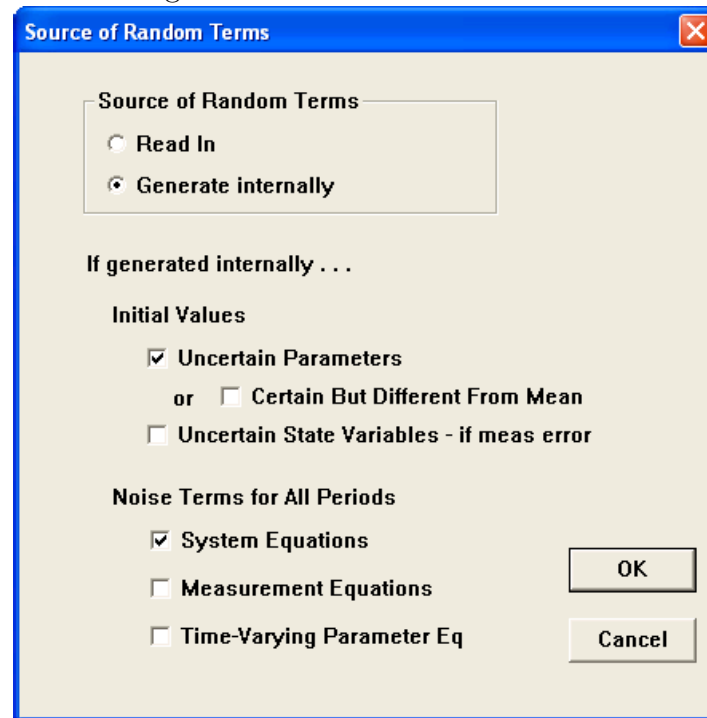 Source of Random Terms
Source of Random Terms
Read In
Generate internally
If generated internally . . .
Initial Values
Uncertain Parameters
or Certain But Different From Mean
Uncertain State Variables - if meas error
Noise Terms for All Periods
System Equations
Measurement Equations
Time-Varying Parameter Eq
OK
Cancel